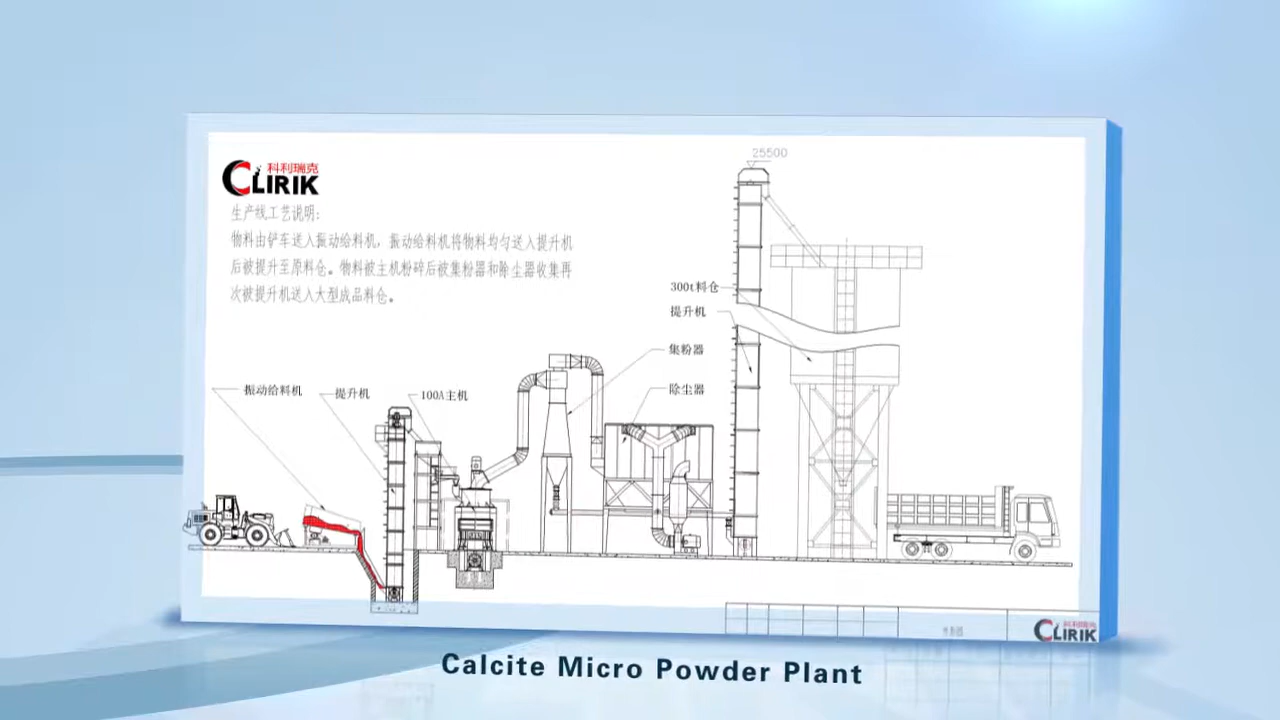 25500
科利瑞克
CLIRIK
生产线工艺说明：
物料由铲车送入振动给料机，振动给料机将物料均匀送入提升机
后被提升至原料仓。物料被主机粉碎后被集粉器和除尘器收集再
次被提升机送入大型成品料仓。
300t料仓
提升机
集粉器
除尘器
振动给料机
提升机
100A主机
科利瑞克
CLIRIK
Calcite Micro Powder Plant